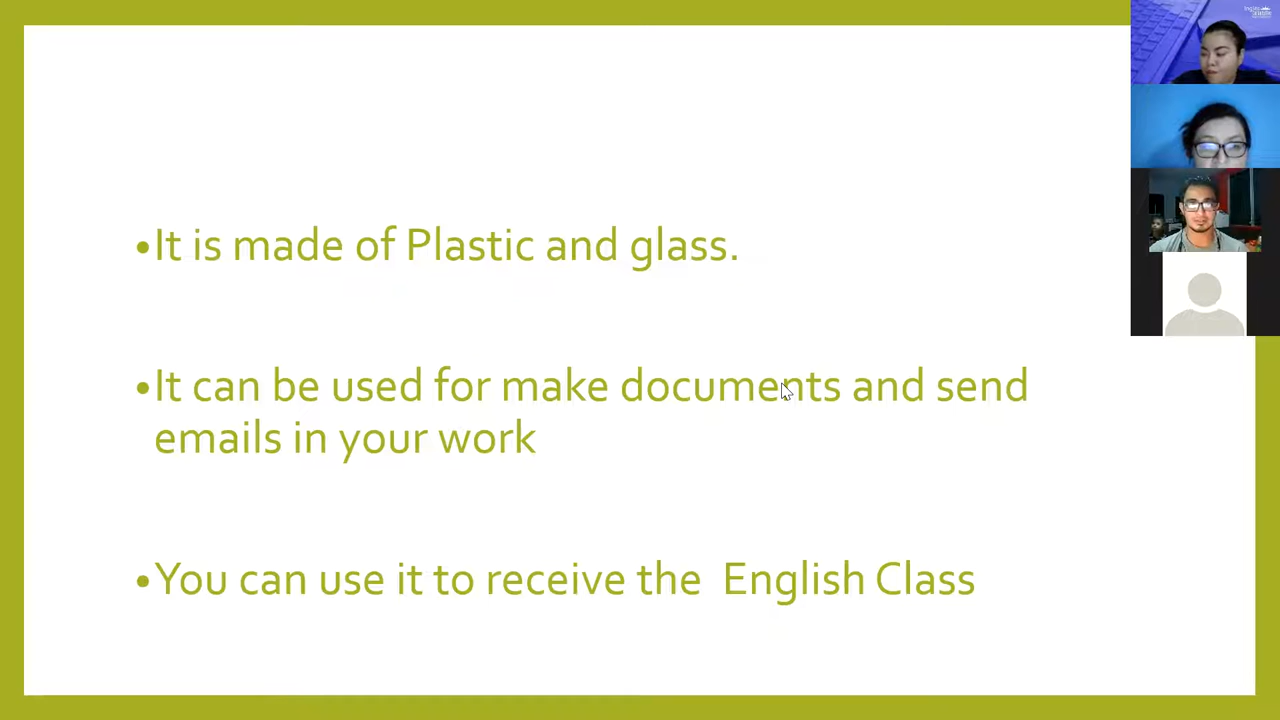 •It is made of Plastic and glass.
•It can be used for make documents and send
emails in your work
•You can use it to receive the English Class